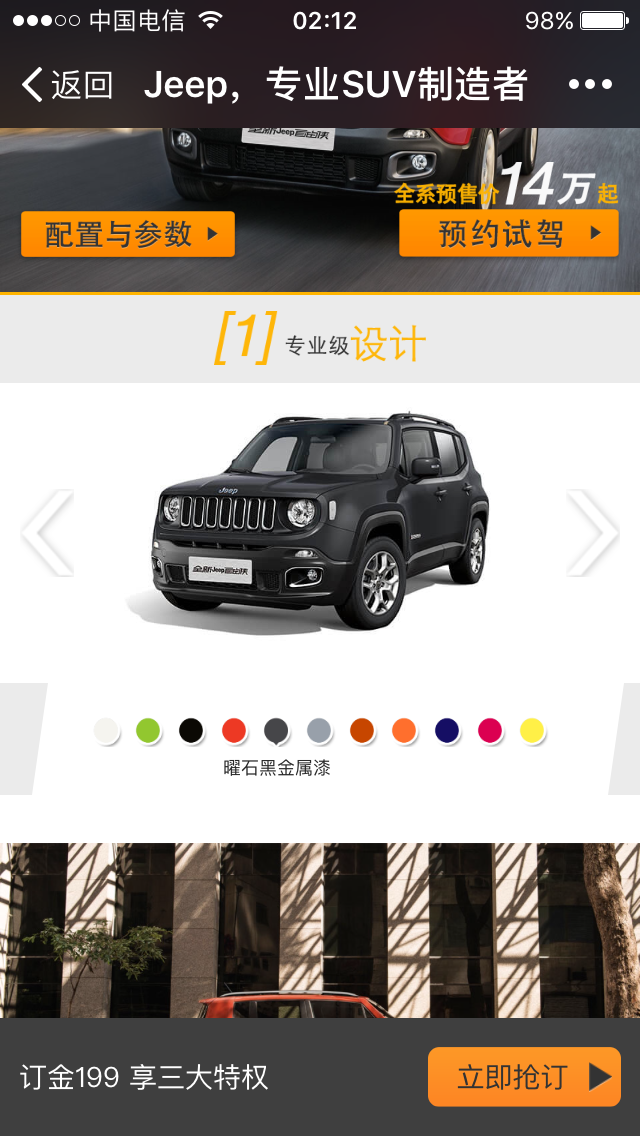 中国电信
02:12
98%
返回
Jeep，专业SUV制造者
全新Jeep自由侠
全系预售价14万起
配置与参数
预约试驾
[1] 专业级设计
Jeep
全新Jeep自由侠
曜石黑金属漆
订金199 享三大特权
立即抢订